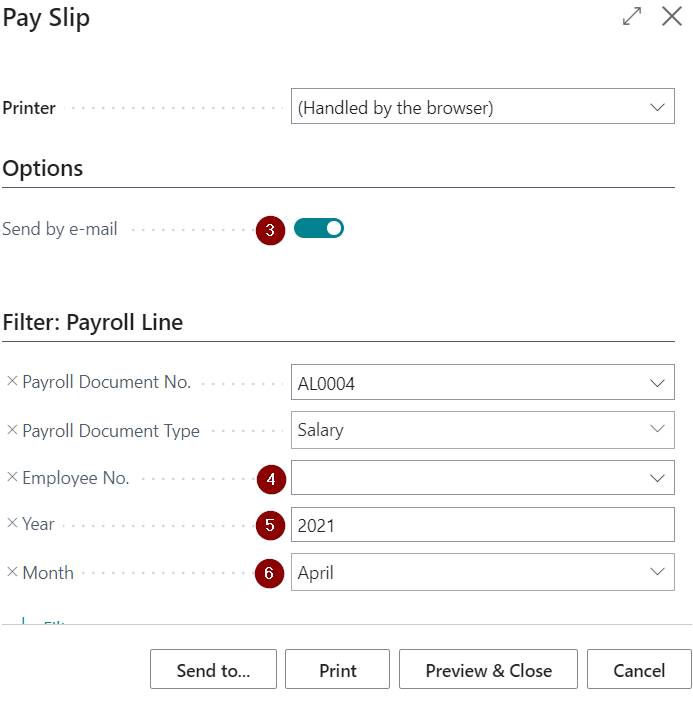 Pay Slip
Printer (Handled by the browser)
Options
Send by e-mail 3
Filter: Payroll Line
Payroll Document No. AL0004
Payroll Document Type Salary
Employee No. 4
Year 5 2021
Month 6 April
Send to... Print Preview & Close Cancel